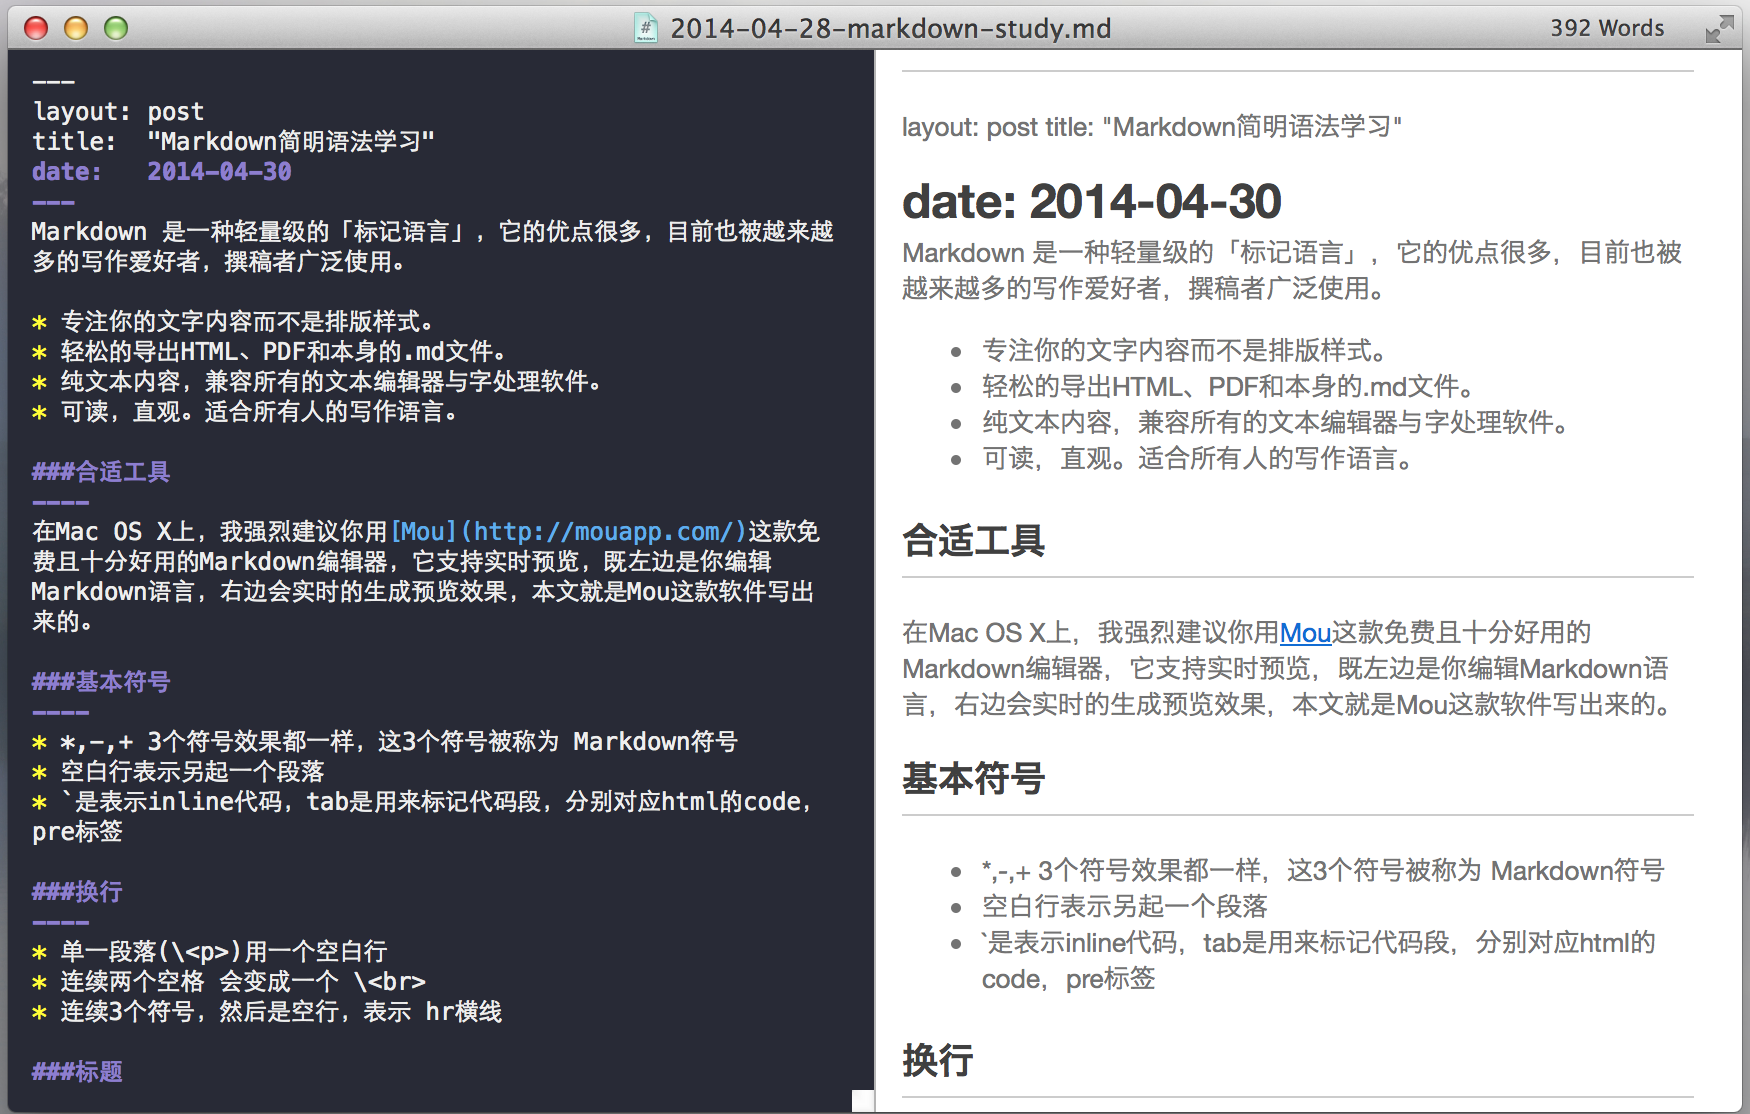 2014-04-28-markdown-study.md
392 Words
---
layout: post
title:  "Markdown简明语法学习"
date:   2014-04-30
---
Markdown 是一种轻量级的「标记语言」，它的优点很多，目前也被越来越
多的写作爱好者，撰稿者广泛使用。
* 专注你的文字内容而不是排版样式。
* 轻松的导出HTML、PDF和本身的.md文件。
* 纯文本内容，兼容所有的文本编辑器与字处理软件。
* 可读，直观。适合所有人的写作语言。
###合适工具
----
在Mac OS X上，我强烈建议你用[Mou](http://mouapp.com/)这款免
费且十分好用的Markdown编辑器，它支持实时预览，既左边是你编辑
Markdown语言，右边会实时的生成预览效果，本文就是Mou这款软件写出
来的。
###基本符号
----
* *,-,+ 3个符号效果都一样，这3个符号被称为 Markdown符号
* 空白行表示另起一个段落
* `是表示inline代码，tab是用来标记代码段，分别对应html的code，
pre标签
###换行
----
* 单一段落(\<p>)用一个空白行
* 连续两个空格 会变成一个 \<br>
* 连续3个符号，然后是空行，表示 hr横线
###标题
layout: post title: "Markdown简明语法学习"
date: 2014-04-30
Markdown 是一种轻量级的「标记语言」，它的优点很多，目前也被
越来越多的写作爱好者，撰稿者广泛使用。
• 专注你的文字内容而不是排版样式。
• 轻松的导出HTML、PDF和本身的.md文件。
• 纯文本内容，兼容所有的文本编辑器与字处理软件。
• 可读，直观。适合所有人的写作语言。
合适工具
在Mac OS X上，我强烈建议你用Mou这款免费且十分好用的
Markdown编辑器，它支持实时预览，既左边是你编辑Markdown语
言，右边会实时的生成预览效果，本文就是Mou这款软件写出来的。
基本符号
• *,-,+ 3个符号效果都一样，这3个符号被称为 Markdown符号
• 空白行表示另起一个段落
• `是表示inline代码，tab是用来标记代码段，分别对应html的
code，pre标签
换行